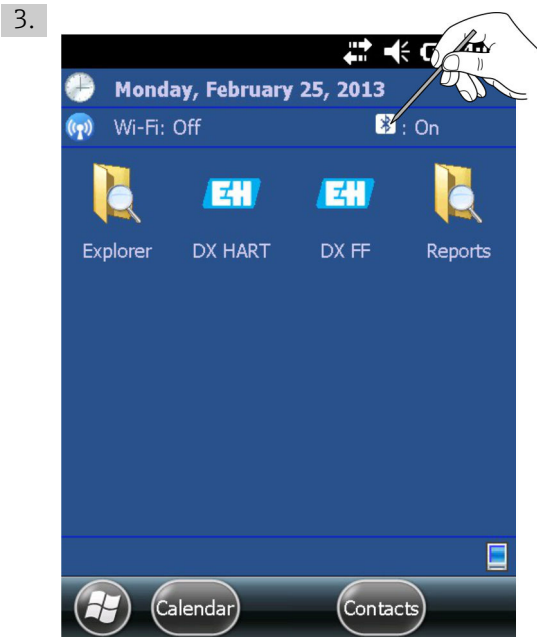 3.
Monday, February 25, 2013
Wi-Fi: Off : On
E+H E+H
Explorer DX HART DX FF Reports
Calendar Contacts